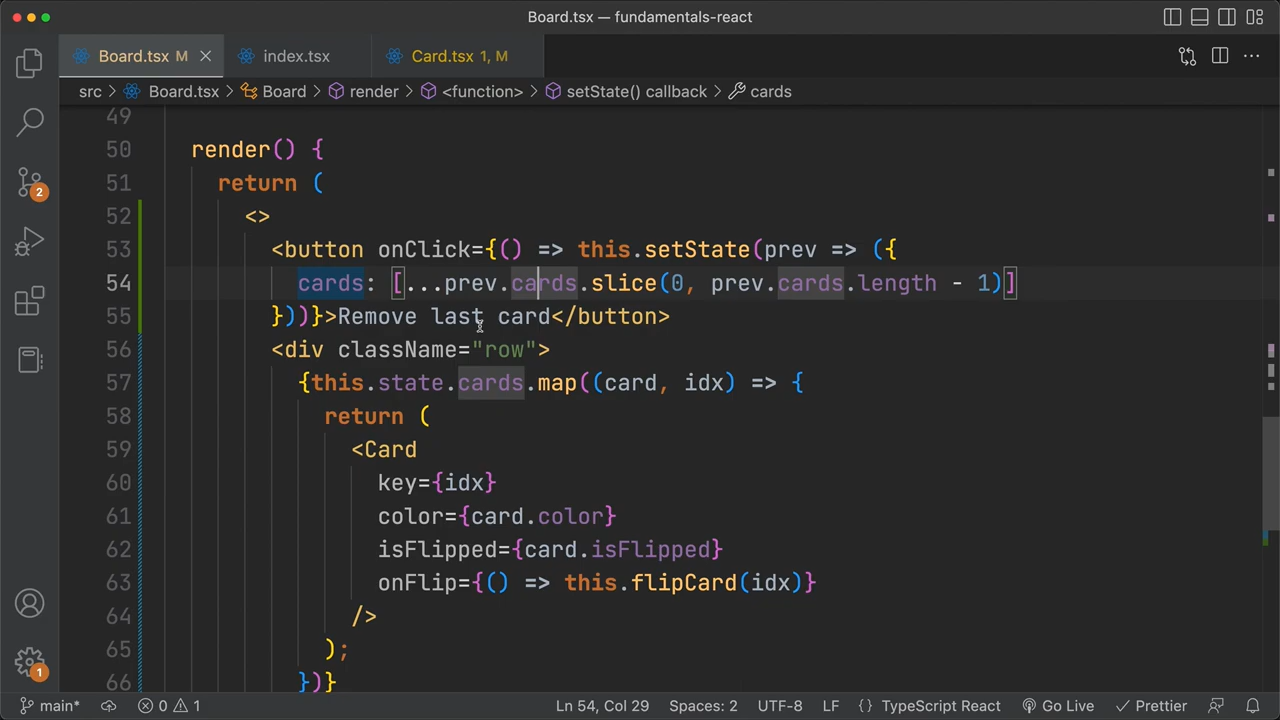 Board.tsx — fundamentals-react
Board.tsx M
index.tsx
Card.tsx 1, M
src > Board.tsx > Board > render > <function> > setState() callback > cards
49
50 render() {
51 return (
52 <>
53 <button onClick={() => this.setState(prev => ({
54 cards: [...prev.cards.slice(0, prev.cards.length - 1)]
55 }))}>Remove last card</button>
56 <div className="row">
57 {this.state.cards.map((card, idx) => {
58 return (
59 <Card
60 key={idx}
61 color={card.color}
62 isFlipped={card.isFlipped}
63 onFlip={() => this.flipCard(idx)}
64 />
65 );
66 })}
2
1
main* 0 1 Ln 54, Col 29 Spaces: 2 UTF-8 LF {} TypeScript React Go Live Prettier